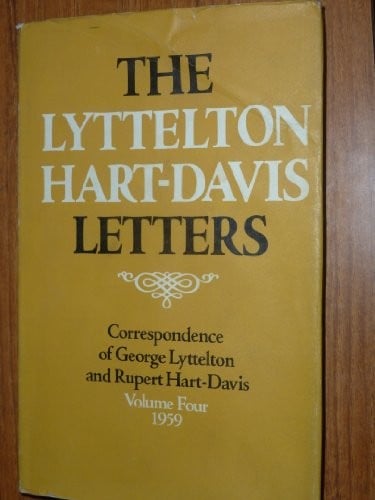 THE
LYTTELTON
HART-DAVIS
LETTERS
Correspondence
of George Lyttelton
and Rupert Hart-Davis
Volume Four
1959